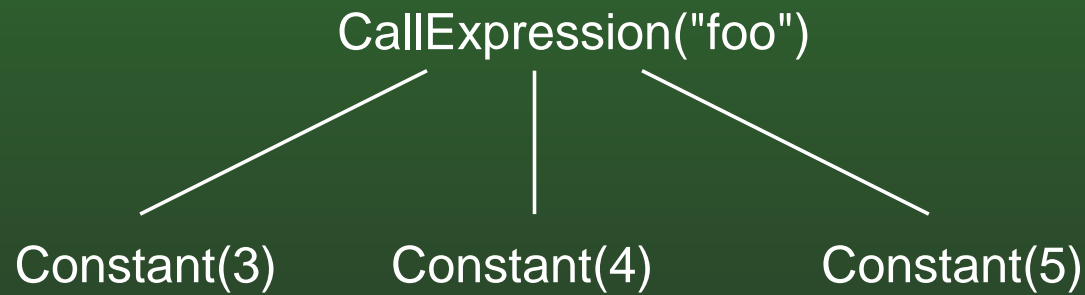 CallExpression("foo")
Constant(3) Constant(4) Constant(5)